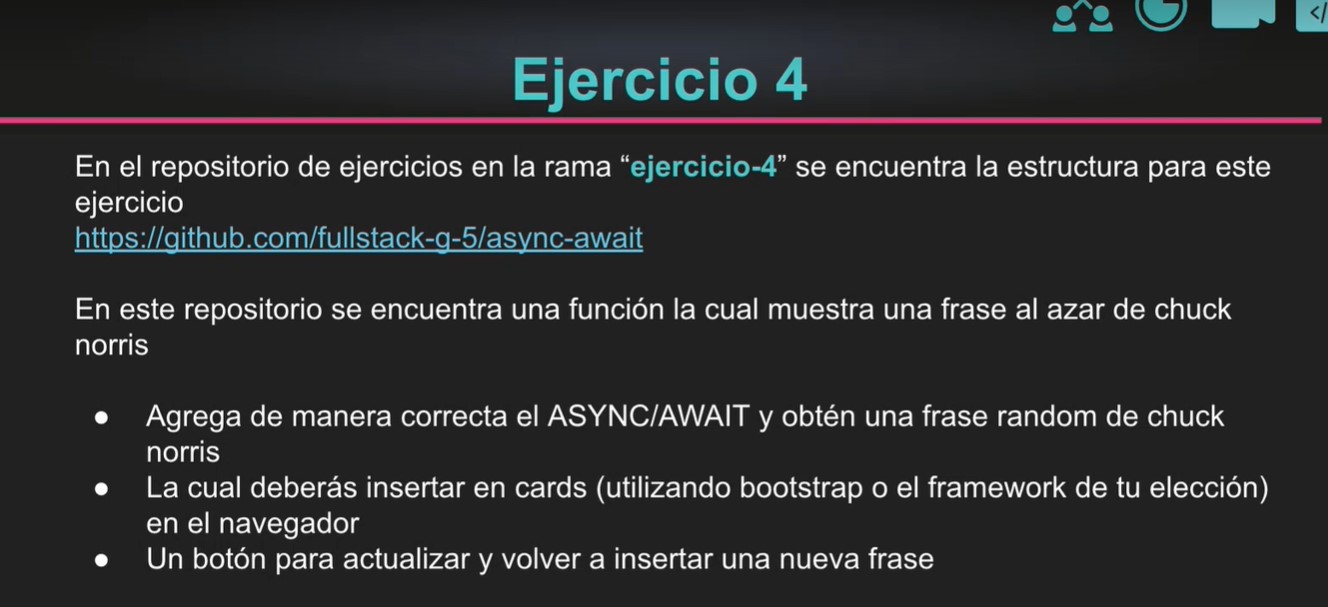 </
Ejercicio 4
En el repositorio de ejercicios en la rama “ejercicio-4” se encuentra la estructura para este
ejercicio
https://github.com/fullstack-g-5/async-await
En este repositorio se encuentra una función la cual muestra una frase al azar de chuck
norris
● Agrega de manera correcta el ASYNC/AWAIT y obtén una frase random de chuck
norris
● La cual deberás insertar en cards (utilizando bootstrap o el framework de tu elección)
en el navegador
● Un botón para actualizar y volver a insertar una nueva frase